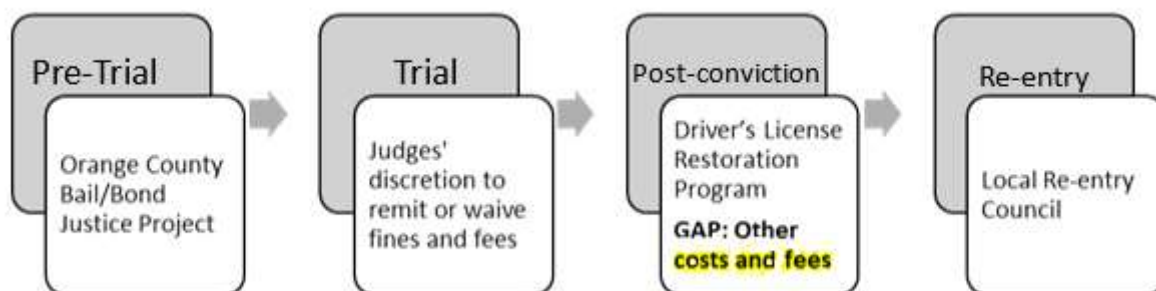 Pre-Trial
Orange County
Bail/Bond
Justice Project
Trial
Judges'
discretion to
remit or waive
fines and fees
Post-conviction
Driver's License
Restoration
Program
GAP: Other
costs and fees
Re-entry
Local Re-entry
Council